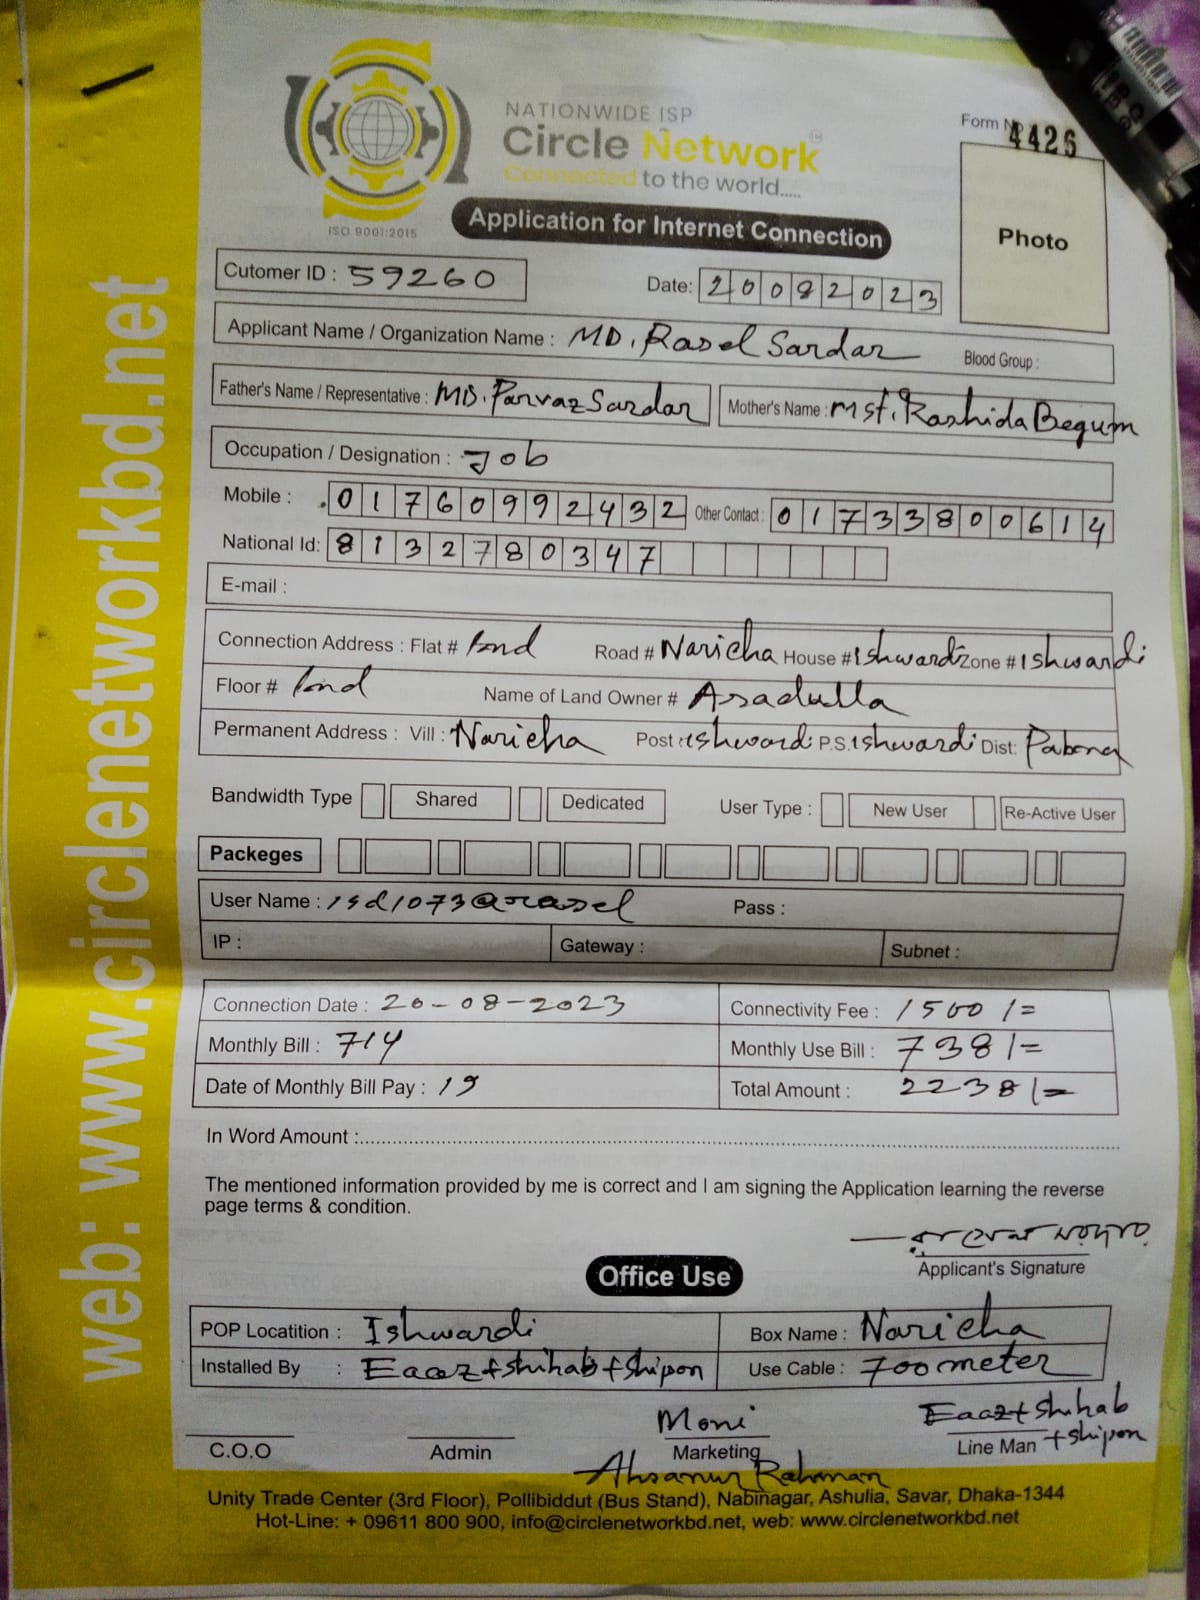 web: www.circlenetworkbd.net
NATIONWIDE ISP
Circle Network
Connected to the world.....
ISO 9001:2015
Form No 4426
Photo
Application for Internet Connection
Cutomer ID : 59260
Date: 20082023
Applicant Name / Organization Name : MD. Rasel Sardar Blood Group :
Father's Name / Representative : MD. Parvaz Sardar Mother's Name : Mst. Rashida Begum
Occupation / Designation : Job
Mobile : 01760992432 Other Contact : 01733800614
National Id: 8132780347
E-mail :
Connection Address : Flat # Road # Naricha House # Ishwardi Zone # Ishwardi
Floor # Name of Land Owner # Asadulla
Permanent Address : Vill : Naricha Post : Ishwardi P.S. Ishwardi Dist: Pabna
Bandwidth Type Shared Dedicated User Type : New User Re-Active User
Packeges
User Name : isd1073@rasel Pass :
IP : Gateway : Subnet :
Connection Date : 20-08-2023 Connectivity Fee : 1500/=
Monthly Bill : 714 Monthly Use Bill : 738/=
Date of Monthly Bill Pay : 19 Total Amount : 2238/=
In Word Amount :
The mentioned information provided by me is correct and I am signing the Application learning the reverse
page terms & condition.
Applicant's Signature
Office Use
POP Locatition : Ishwardi Box Name : Naricha
Installed By : Eaaz+Shihab+Shipon Use Cable : 700 meter
Moni Eaaz+Shihab
+Shipon
C.O.O Admin Marketing Line Man
Ahsanur Rahman
Unity Trade Center (3rd Floor), Pollibiddut (Bus Stand), Nabinagar, Ashulia, Savar, Dhaka-1344
Hot-Line: + 09611 800 900, info@circlenetworkbd.net, web: www.circlenetworkbd.net